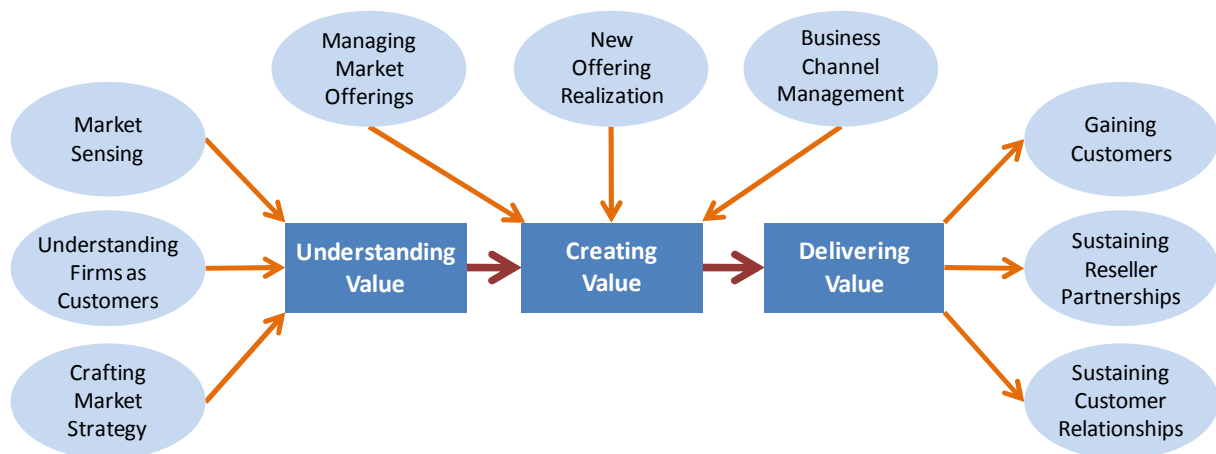 Managing
Market
Offerings
New
Offering
Realization
Business
Channel
Management
Market
Sensing
Understanding
Firms as
Customers
Crafting
Market
Strategy
Understanding
Value
Creating
Value
Delivering
Value
Gaining
Customers
Sustaining
Reseller
Partnerships
Sustaining
Customer
Relationships